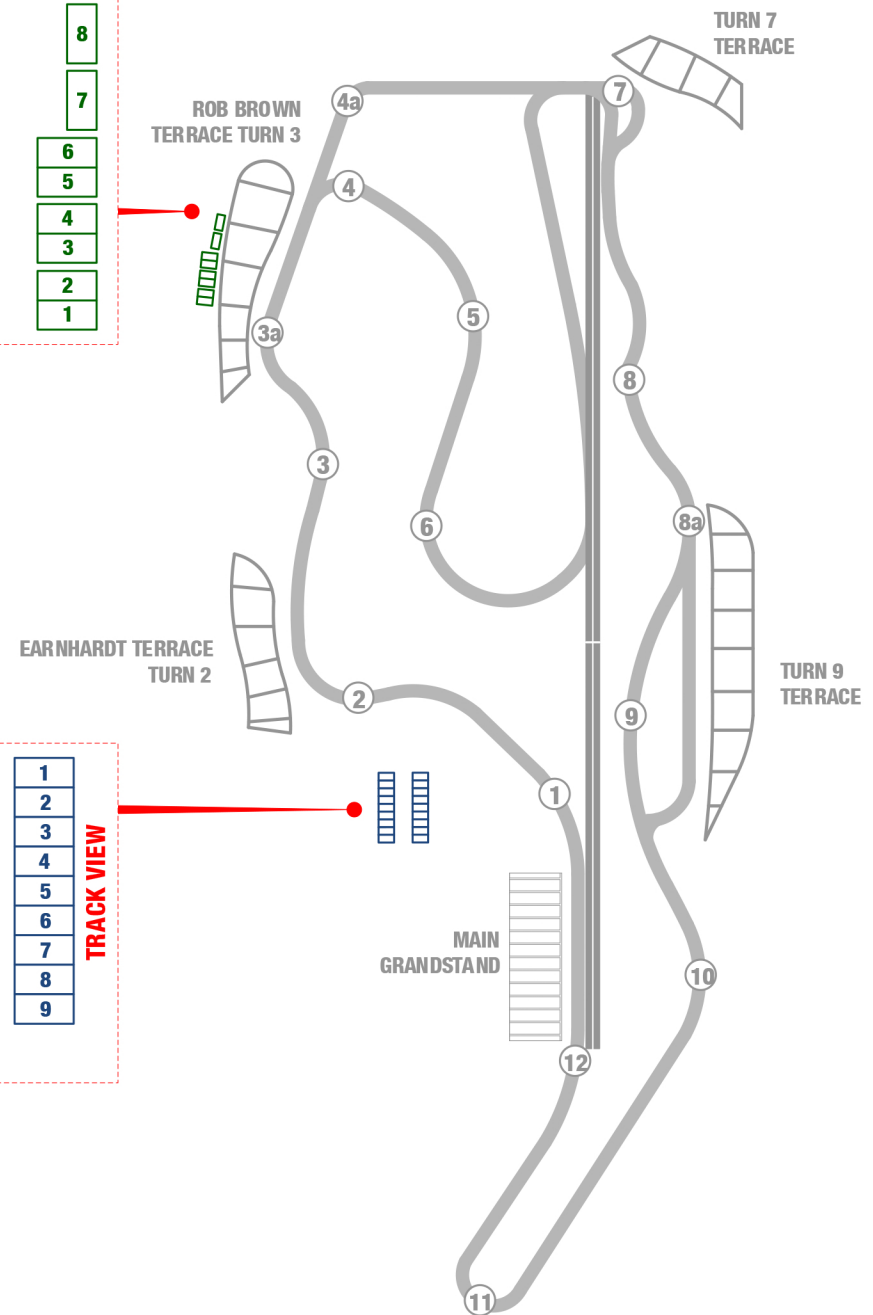 8
7
6
5
4
3
2
1
ROB BROWN
TERRACE TURN 3
TURN 7
TERRACE
4a
7
4
5
3a
8
3
8a
6
EARNHARDT TERRACE
TURN 2
TURN 9
TERRACE
2
9
1
1
2
3
4
5
6
7
8
9
TRACK VIEW
MAIN
GRANDSTAND
10
12
11